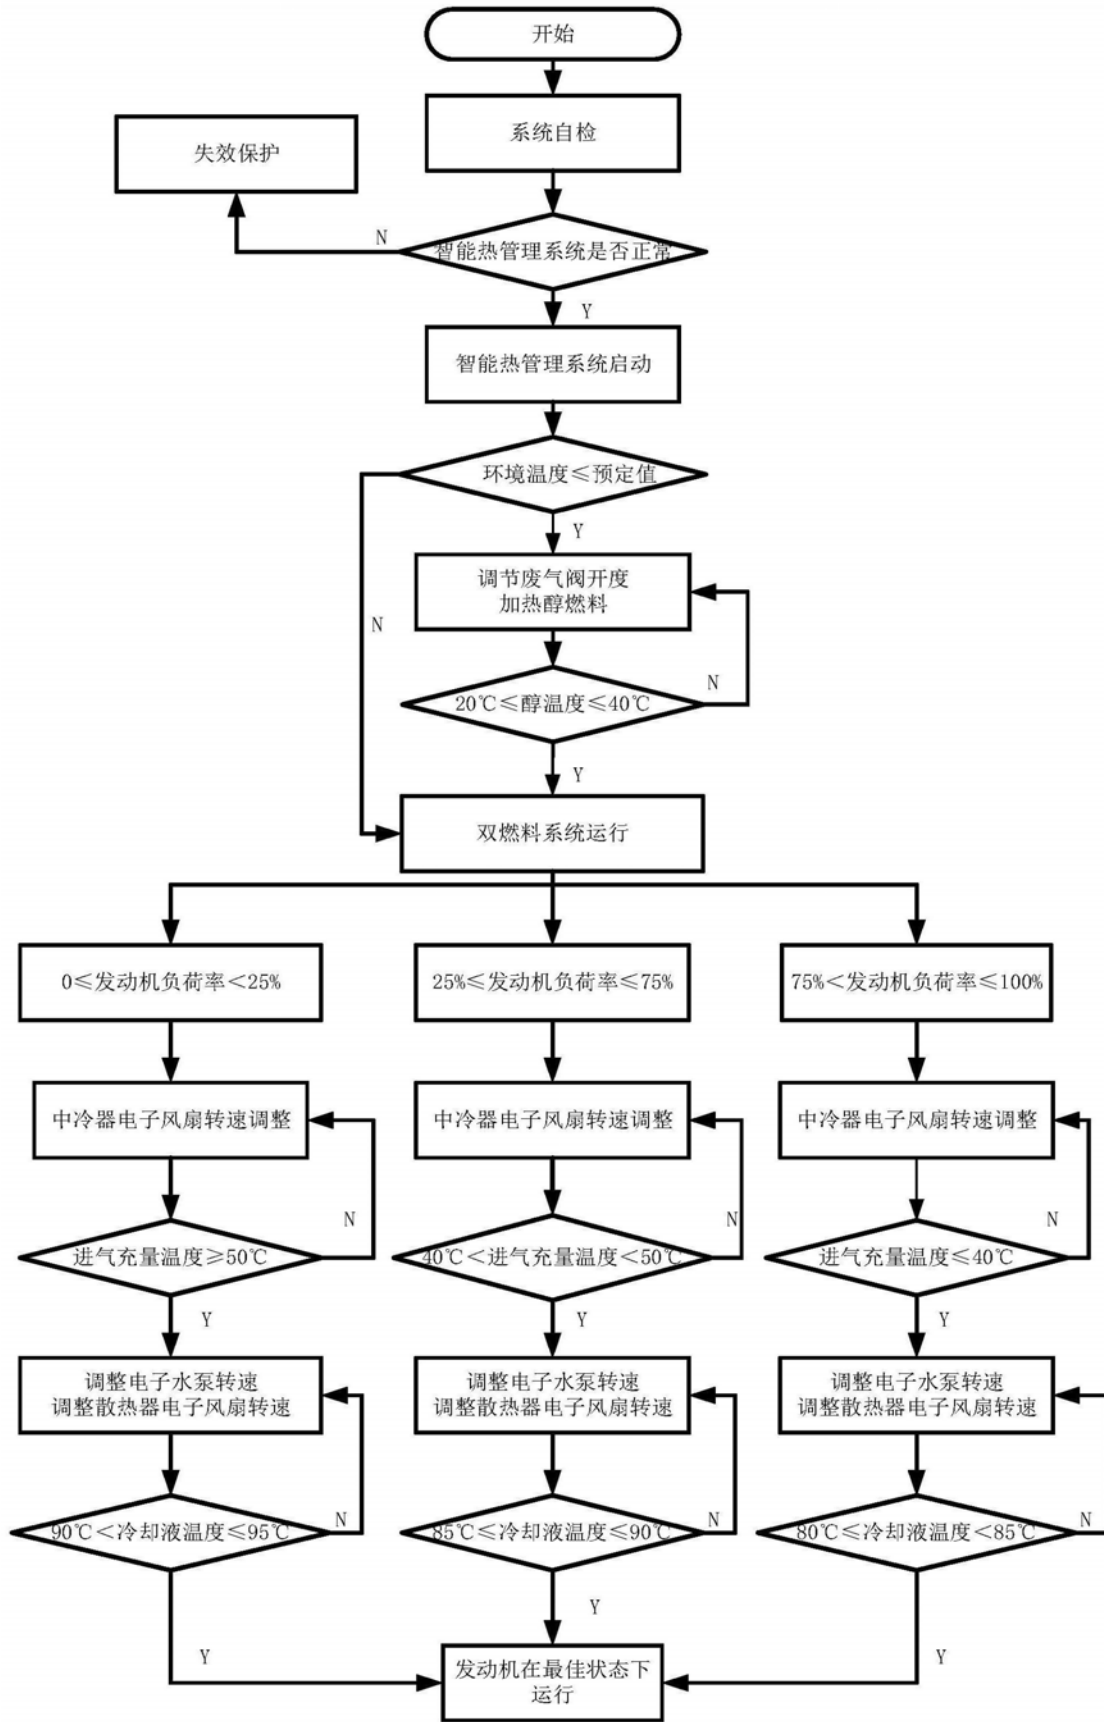 开始
系统自检
失效保护
N
智能热管理系统是否正常
Y
智能热管理系统启动
环境温度≤预定值
Y
调节废气阀开度
加热醇燃料
N
N
20℃≤醇温度≤40℃
Y
双燃料系统运行
0≤发动机负荷率<25%
25%≤发动机负荷率≤75%
75%<发动机负荷率≤100%
中冷器电子风扇转速调整
中冷器电子风扇转速调整
中冷器电子风扇转速调整
N
N
N
进气充量温度≥50℃
40℃<进气充量温度<50℃
进气充量温度≤40℃
Y
Y
Y
调整电子水泵转速
调整散热器电子风扇转速
调整电子水泵转速
调整散热器电子风扇转速
调整电子水泵转速
调整散热器电子风扇转速
90℃<冷却液温度≤95℃
N
85℃≤冷却液温度≤90℃
N
80℃≤冷却液温度<85℃
N
Y
Y
Y
发动机在最佳状态下
运行